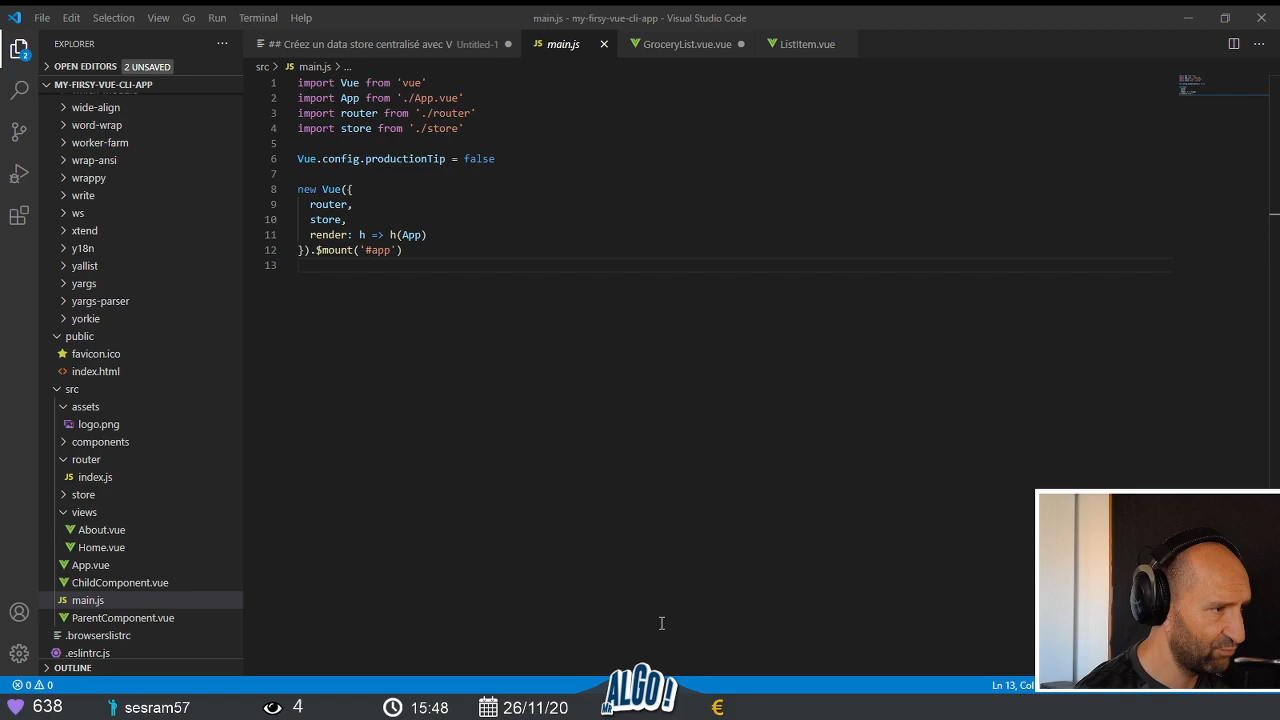 File Edit Selection View Go Run Terminal Help
main.js - my-firsy-vue-cli-app - Visual Studio Code
EXPLORER
## Créez un data store centralisé avec V Untitled-1
main.js
GroceryList.vue.vue
ListItem.vue
OPEN EDITORS 2 UNSAVED
MY-FIRSY-VUE-CLI-APP
wide-align
word-wrap
worker-farm
wrap-ansi
wrappy
write
ws
xtend
y18n
yallist
yargs
yargs-parser
yorkie
public
favicon.ico
index.html
src
assets
logo.png
components
router
JS index.js
store
views
About.vue
Home.vue
App.vue
ChildComponent.vue
JS main.js
ParentComponent.vue
.browserslistrc
.eslintrc.js
OUTLINE
2
src > JS main.js > ...
1 import Vue from 'vue'
2 import App from './App.vue'
3 import router from './router'
4 import store from './store'
5
6 Vue.config.productionTip = false
7
8 new Vue({
9 router,
10 store,
11 render: h => h(App)
12 }).$mount('#app')
13
0 0
Ln 13, Col
638
sesram57
4
15:48
26/11/20
Mr ALGO!
€